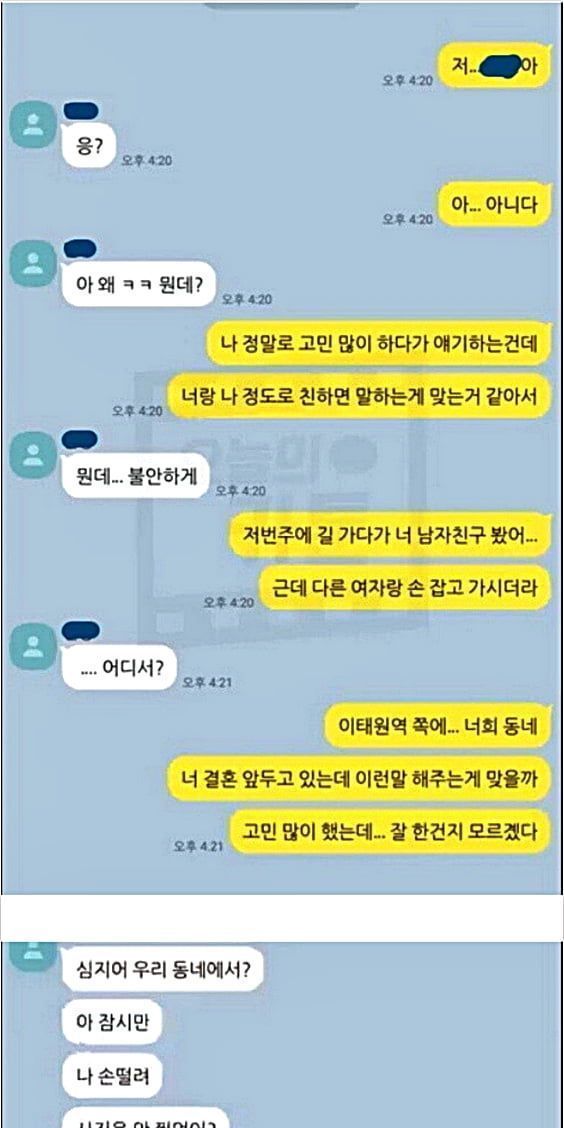 저... 아
오후 4:20
응?
오후 4:20
아... 아니다
오후 4:20
아 왜 ㅋㅋ 뭔데?
오후 4:20
나 정말로 고민 많이 하다가 얘기하는건데
너랑 나 정도로 친하면 말하는게 맞는거 같아서
오후 4:20
뭔데... 불안하게
오후 4:20
저번주에 길 가다가 너 남자친구 봤어...
근데 다른 여자랑 손 잡고 가시더라
오후 4:20
.... 어디서?
오후 4:21
이태원역 쪽에... 너희 동네
너 결혼 앞두고 있는데 이런말 해주는게 맞을까
고민 많이 했는데... 잘 한건지 모르겠다
오후 4:21
심지어 우리 동네에서?
아 잠시만
나 손떨려
오늘의